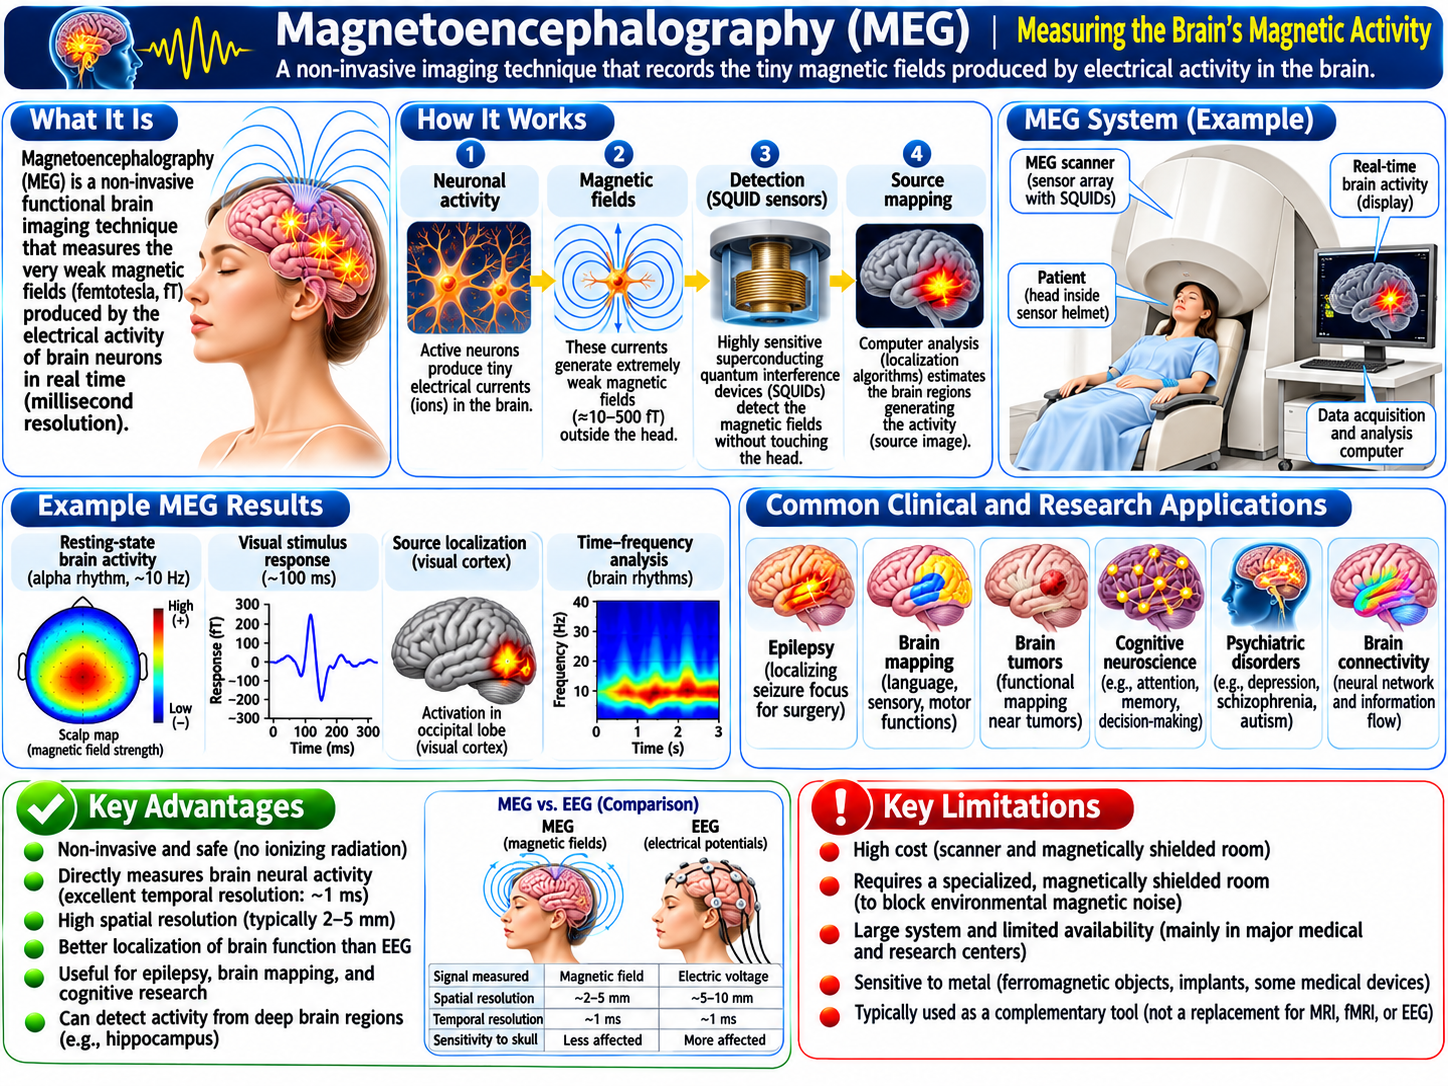 Magnetoencephalography (MEG) | Measuring the Brain's Magnetic Activity
A non-invasive imaging technique that records the tiny magnetic fields produced by electrical activity in the brain.
What It Is
Magnetoencephalography
(MEG) is a non-invasive
functional brain
imaging technique
that measures the
very weak magnetic
fields (femtotesla, fT)
produced by the
electrical activity
of brain neurons
in real time
(millisecond
resolution).
How It Works
1
Neuronal
activity
Active neurons
produce tiny
electrical currents
(ions) in the brain.
2
Magnetic
fields
These currents
generate extremely
weak magnetic
fields
(≈10–500 fT)
outside the head.
3
Detection
(SQUID sensors)
Highly sensitive
superconducting
quantum interference
devices (SQUIDs)
detect the
magnetic fields
without touching
the head.
4
Source
mapping
Computer analysis
(localization
algorithms) estimates
the brain regions
generating
the activity
(source image).
MEG System (Example)
MEG scanner
(sensor array
with SQUIDs)
Real-time
brain activity
(display)
Patient
(head inside
sensor helmet)
Data acquisition
and analysis
computer
Example MEG Results
Resting-state
brain activity
(alpha rhythm, ~10 Hz)
High
(+)
Low
(−)
Scalp map
(magnetic field strength)
Visual stimulus
response
(~100 ms)
Response (fT)
300
200
100
0
−100
−200
−300
0 100 200 300
Time (ms)
Source localization
(visual cortex)
Activation in
occipital lobe
(visual cortex)
Time–frequency
analysis
(brain rhythms)
Frequency (Hz)
40
30
20
10
0 1 2 3
Time (s)
Common Clinical and Research Applications
Epilepsy
(localizing
seizure focus
for surgery)
Brain
mapping
(language,
sensory, motor
functions)
Brain
tumors
(functional
mapping
near tumors)
Cognitive
neuroscience
(e.g., attention,
memory,
decision-making)
Psychiatric
disorders
(e.g., depression,
schizophrenia,
autism)
Brain
connectivity
(neural network
and information
flow)
Key Advantages
Non-invasive and safe (no ionizing radiation)
Directly measures brain neural activity
(excellent temporal resolution: ~1 ms)
High spatial resolution (typically 2–5 mm)
Better localization of brain function than EEG
Useful for epilepsy, brain mapping, and
cognitive research
Can detect activity from deep brain regions
(e.g., hippocampus)
MEG vs. EEG (Comparison)
MEG
(magnetic fields)
EEG
(electrical potentials)
Signal measured Magnetic field Electric voltage
Spatial resolution ~2–5 mm ~5–10 mm
Temporal resolution ~1 ms ~1 ms
Sensitivity to skull Less affected More affected
! Key Limitations
High cost (scanner and magnetically shielded room)
Requires a specialized, magnetically shielded room
(to block environmental magnetic noise)
Large system and limited availability (mainly in major medical
and research centers)
Sensitive to metal (ferromagnetic objects, implants, some medical devices)
Typically used as a complementary tool (not a replacement for MRI, fMRI, or EEG)